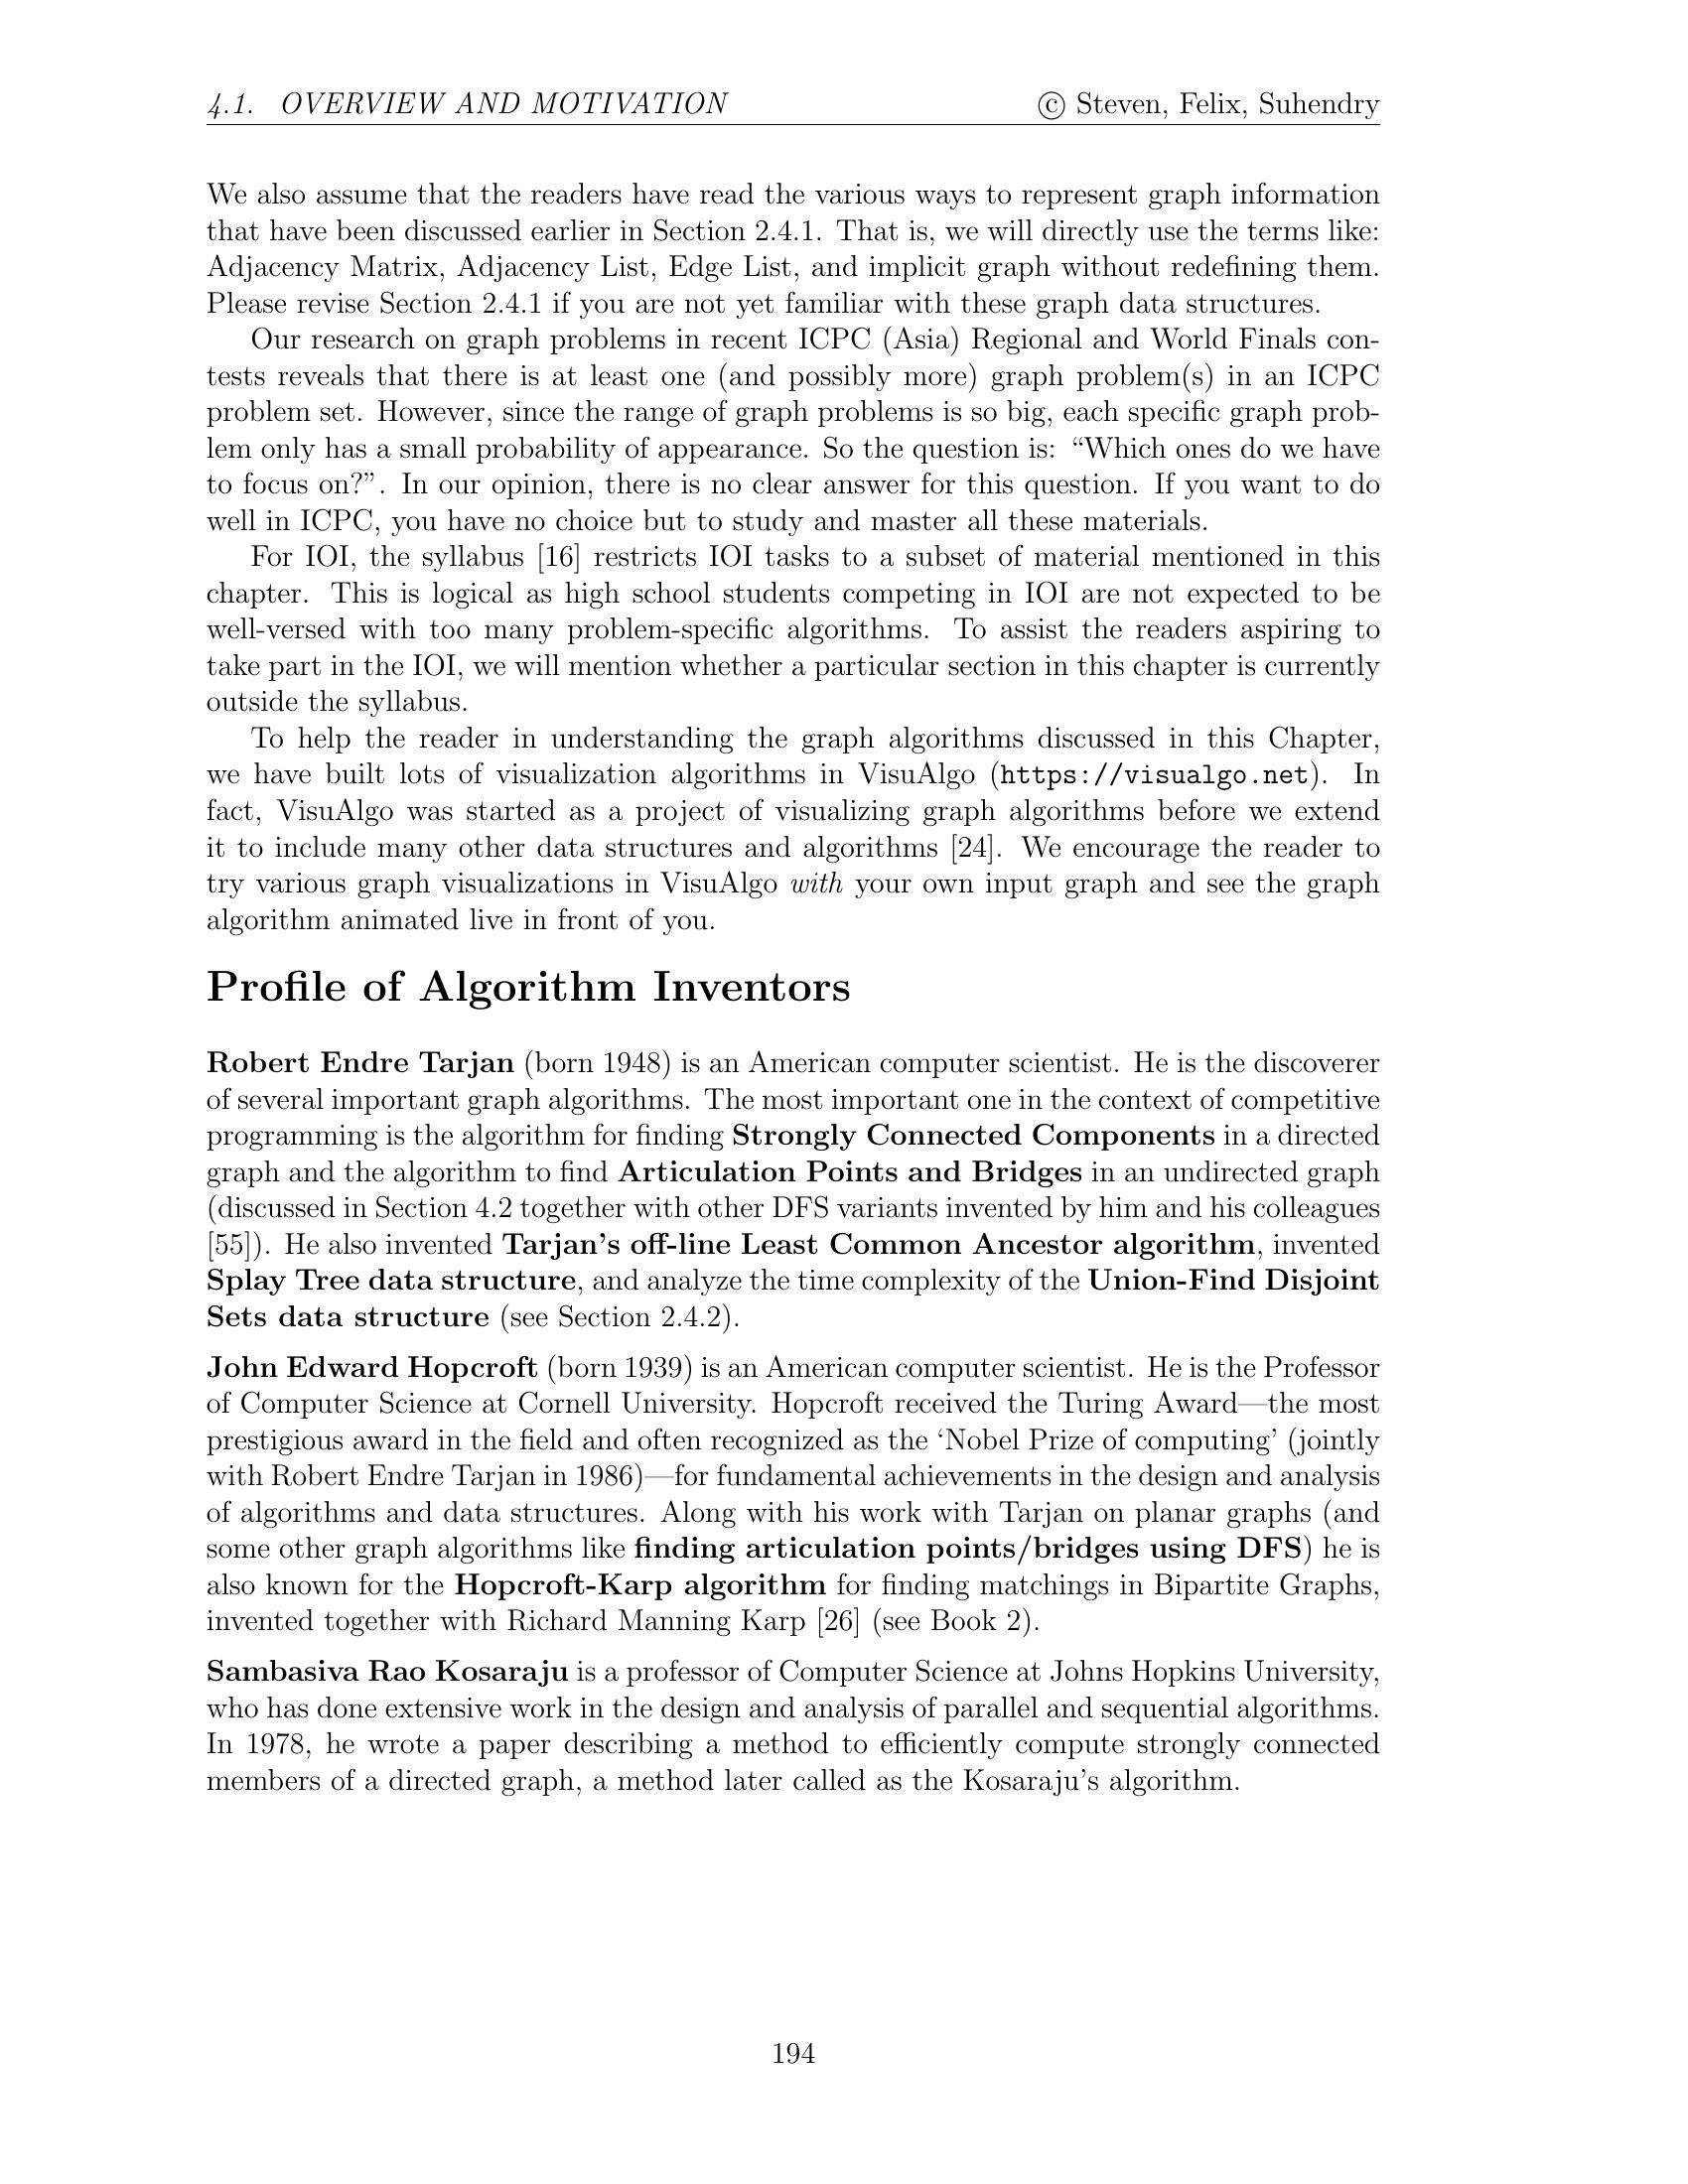 4.1. OVERVIEW AND MOTIVATION © Steven, Felix, Suhendry
We also assume that the readers have read the various ways to represent graph information
that have been discussed earlier in Section 2.4.1. That is, we will directly use the terms like:
Adjacency Matrix, Adjacency List, Edge List, and implicit graph without redefining them.
Please revise Section 2.4.1 if you are not yet familiar with these graph data structures.
Our research on graph problems in recent ICPC (Asia) Regional and World Finals con-
tests reveals that there is at least one (and possibly more) graph problem(s) in an ICPC
problem set. However, since the range of graph problems is so big, each specific graph prob-
lem only has a small probability of appearance. So the question is: “Which ones do we have
to focus on?”. In our opinion, there is no clear answer for this question. If you want to do
well in ICPC, you have no choice but to study and master all these materials.
For IOI, the syllabus [16] restricts IOI tasks to a subset of material mentioned in this
chapter. This is logical as high school students competing in IOI are not expected to be
well-versed with too many problem-specific algorithms. To assist the readers aspiring to
take part in the IOI, we will mention whether a particular section in this chapter is currently
outside the syllabus.
To help the reader in understanding the graph algorithms discussed in this Chapter,
we have built lots of visualization algorithms in VisuAlgo (https://visualgo.net). In
fact, VisuAlgo was started as a project of visualizing graph algorithms before we extend
it to include many other data structures and algorithms [24]. We encourage the reader to
try various graph visualizations in VisuAlgo with your own input graph and see the graph
algorithm animated live in front of you.
Profile of Algorithm Inventors
Robert Endre Tarjan (born 1948) is an American computer scientist. He is the discoverer
of several important graph algorithms. The most important one in the context of competitive
programming is the algorithm for finding Strongly Connected Components in a directed
graph and the algorithm to find Articulation Points and Bridges in an undirected graph
(discussed in Section 4.2 together with other DFS variants invented by him and his colleagues
[55]). He also invented Tarjan’s off-line Least Common Ancestor algorithm, invented
Splay Tree data structure, and analyze the time complexity of the Union-Find Disjoint
Sets data structure (see Section 2.4.2).
John Edward Hopcroft (born 1939) is an American computer scientist. He is the Professor
of Computer Science at Cornell University. Hopcroft received the Turing Award—the most
prestigious award in the field and often recognized as the ‘Nobel Prize of computing’ (jointly
with Robert Endre Tarjan in 1986)—for fundamental achievements in the design and analysis
of algorithms and data structures. Along with his work with Tarjan on planar graphs (and
some other graph algorithms like finding articulation points/bridges using DFS) he is
also known for the Hopcroft-Karp algorithm for finding matchings in Bipartite Graphs,
invented together with Richard Manning Karp [26] (see Book 2).
Sambasiva Rao Kosaraju is a professor of Computer Science at Johns Hopkins University,
who has done extensive work in the design and analysis of parallel and sequential algorithms.
In 1978, he wrote a paper describing a method to efficiently compute strongly connected
members of a directed graph, a method later called as the Kosaraju’s algorithm.
194